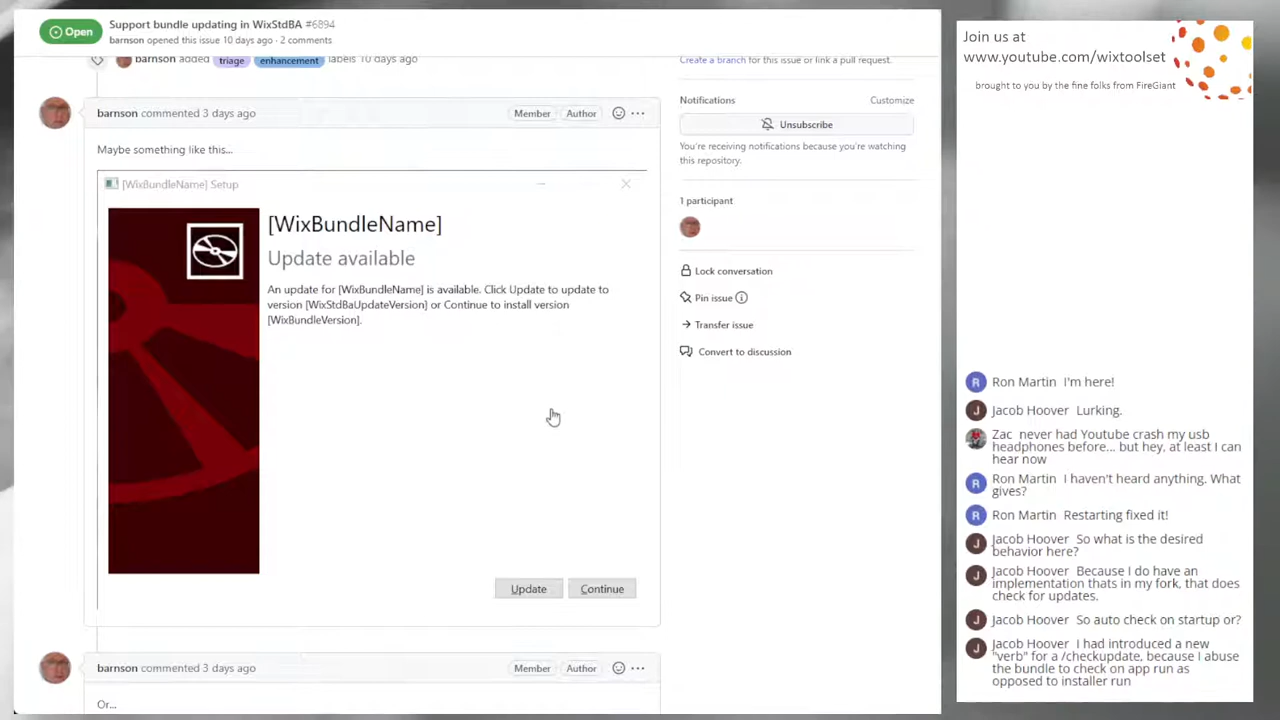 Open
Support bundle updating in WixStdBA #6894
barnson opened this issue 10 days ago · 2 comments
barnson added triage enhancement labels 10 days ago
barnson commented 3 days ago
Member
Author
Maybe something like this...
[WixBundleName] Setup
[WixBundleName]
Update available
An update for [WixBundleName] is available. Click Update to update to
version [WixStdBaUpdateVersion] or Continue to install version
[WixBundleVersion].
Update
Continue
barnson commented 3 days ago
Member
Author
Or...
Create a branch for this issue or link a pull request.
Notifications
Customize
Unsubscribe
You're receiving notifications because you're watching
this repository.
1 participant
Lock conversation
Pin issue
Transfer issue
Convert to discussion
Join us at
www.youtube.com/wixtoolset
brought to you by the fine folks from FireGiant
R Ron Martin I'm here!
J Jacob Hoover Lurking.
Zac never had Youtube crash my usb
headphones before... but hey, at least I can
hear now
R Ron Martin I haven't heard anything. What
gives?
R Ron Martin Restarting fixed it!
J Jacob Hoover So what is the desired
behavior here?
J Jacob Hoover Because I do have an
implementation thats in my fork, that does
check for updates.
J Jacob Hoover So auto check on startup or?
J Jacob Hoover I had introduced a new
"verb" for a /checkupdate, because I abuse
the bundle to check on app run as
opposed to installer run